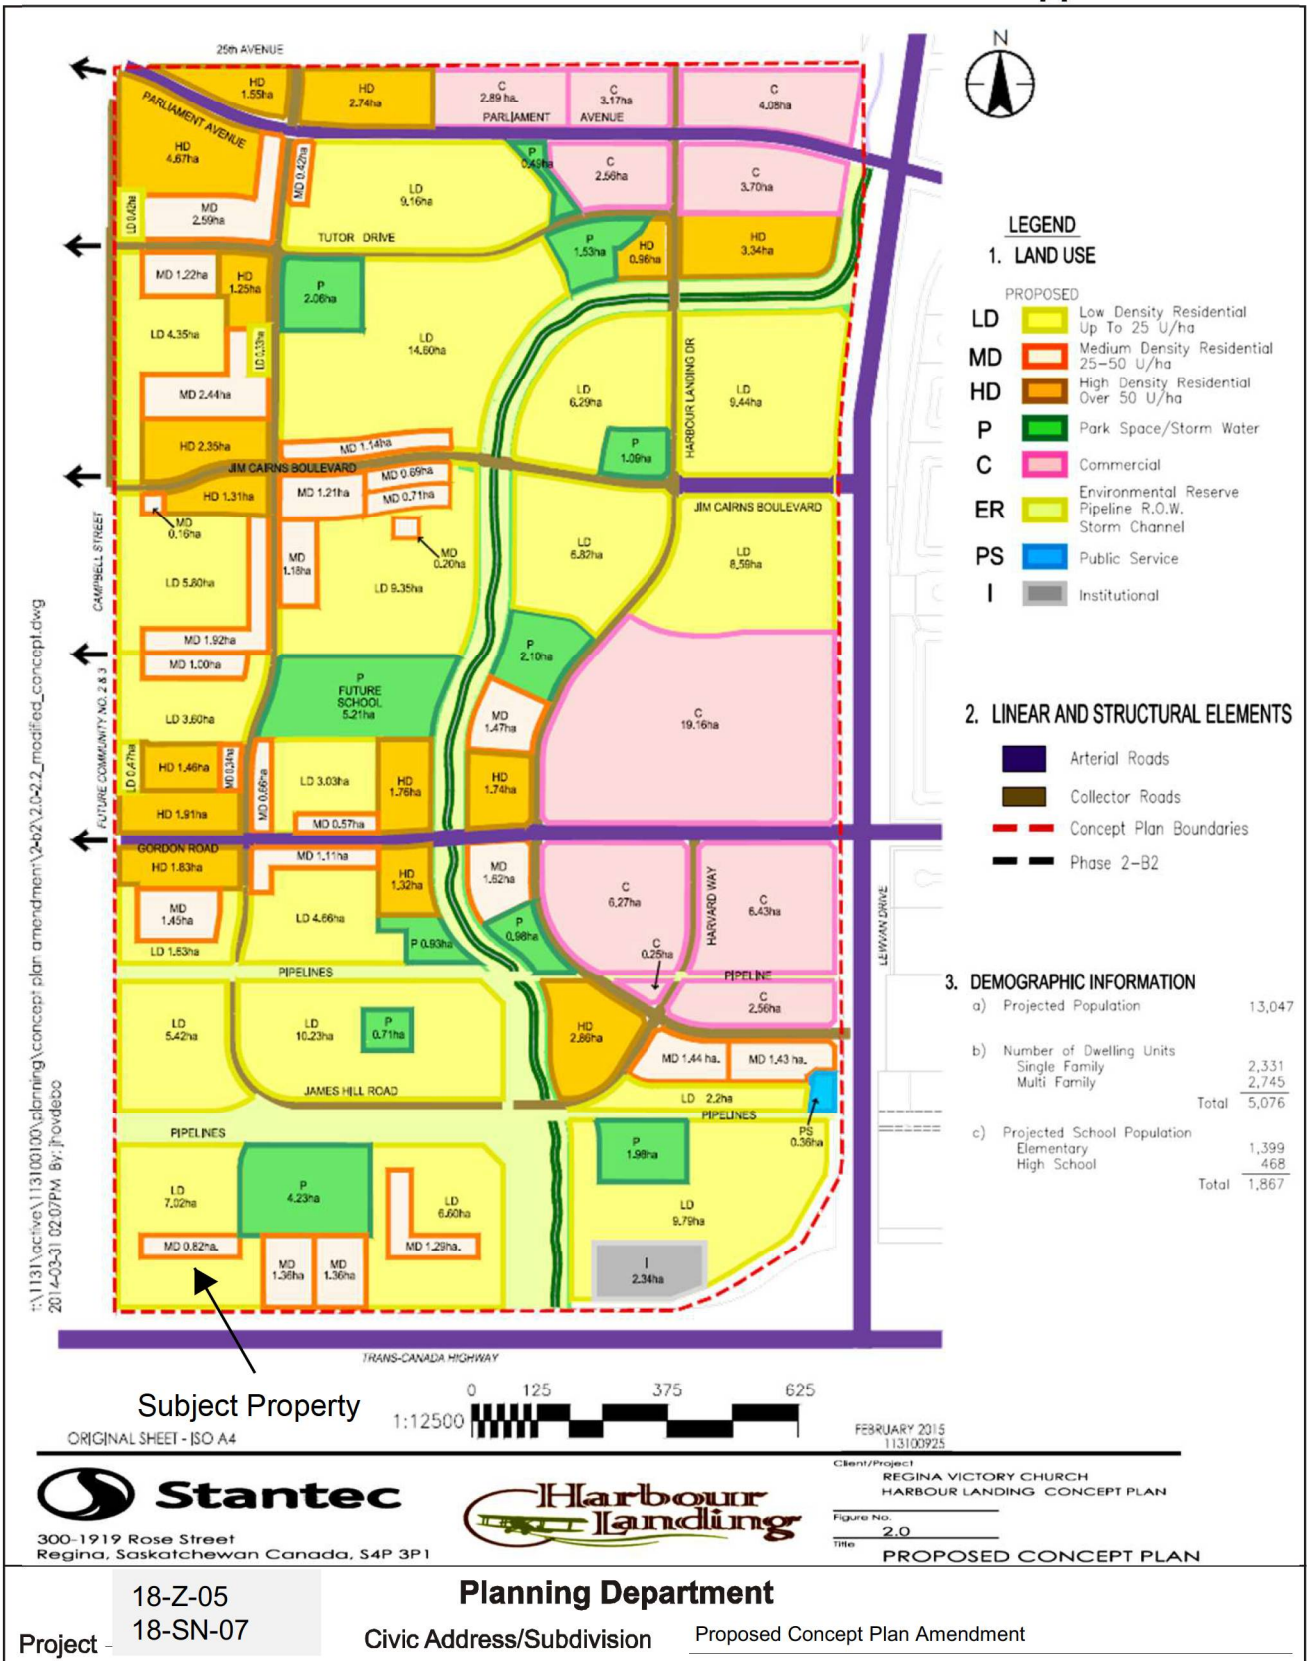 25th AVENUE
N
HD
1.55ha
HD
2.74ha
C
2.89 ha.
C
3.17ha
C
4.08ha
PARLIAMENT AVENUE
PARLIAMENT AVENUE
HD
4.67ha
MD 0.42ha
LD
9.16ha
P
0.49ha
C
2.56ha
C
3.70ha
LD 0.42ha
MD
2.59ha
TUTOR DRIVE
P
1.53ha
HD
0.96ha
HD
3.34ha
MD 1.22ha
HD
1.25ha
P
2.06ha
LD 4.35ha
LD 0.33ha
LD
14.60ha
HARBOUR LANDING DR
MD 2.44ha
LD
6.29ha
LD
9.44ha
HD 2.35ha
MD 1.14ha
P
1.09ha
JIM CAIRNS BOULEVARD
MD 0.69ha
HD 1.31ha
MD 1.21ha
MD 0.71ha
JIM CAIRNS BOULEVARD
MD
0.16ha
CAMPBELL STREET
MD
1.18ha
MD
0.20ha
LD
6.82ha
LD
8.59ha
LD 5.80ha
LD 9.35ha
MD 1.92ha
MD 1.00ha
P
2.10ha
P
FUTURE
SCHOOL
5.21ha
LD 3.60ha
MD
1.47ha
C
19.16ha
FUTURE COMMUNITY NO. 2 & 3
LD 0.47ha
HD 1.46ha
MD 0.34ha
MD 0.66ha
LD 3.03ha
HD
1.76ha
HD
1.74ha
HD 1.91ha
MD 0.57ha
GORDON ROAD
HD 1.83ha
MD 1.11ha
HD
1.32ha
MD
1.62ha
C
6.27ha
HARVARD WAY
C
6.43ha
LEWVAN DRIVE
MD
1.45ha
LD 4.66ha
P 0.93ha
P
0.98ha
LD 1.63ha
C
0.25ha
PIPELINES
PIPELINE
C
2.56ha
LD
5.42ha
LD
10.23ha
P
0.71ha
HD
2.86ha
MD 1.44 ha.
MD 1.43 ha.
JAMES HILL ROAD
LD 2.2ha
PIPELINES
PS
0.36ha
PIPELINES
P
1.98ha
LD
7.02ha
P
4.23ha
LD
6.60ha
LD
9.79ha
MD 0.82ha.
MD
1.36ha
MD
1.36ha
MD 1.29ha.
I
2.34ha
TRANS-CANADA HIGHWAY
Subject Property
LEGEND
1. LAND USE
PROPOSED
LD Low Density Residential
Up To 25 U/ha
MD Medium Density Residential
25-50 U/ha
HD High Density Residential
Over 50 U/ha
P Park Space/Storm Water
C Commercial
ER Environmental Reserve
Pipeline R.O.W.
Storm Channel
PS Public Service
I Institutional
2. LINEAR AND STRUCTURAL ELEMENTS
Arterial Roads
Collector Roads
Concept Plan Boundaries
Phase 2-B2
3. DEMOGRAPHIC INFORMATION
a) Projected Population 13,047
b) Number of Dwelling Units
Single Family 2,331
Multi Family 2,745
Total 5,076
c) Projected School Population
Elementary 1,399
High School 468
Total 1,867
2014-03-31 02:07PM By: jhovdebo
0 125 375 625
1:12500
ORIGINAL SHEET - ISO A4
FEBRUARY 2015
113100925
Stantec
300-1919 Rose Street
Regina, Saskatchewan Canada, S4P 3P1
Harbour
Landing
Client/Project
REGINA VICTORY CHURCH
HARBOUR LANDING CONCEPT PLAN
Figure No.
2.0
Title
PROPOSED CONCEPT PLAN
Planning Department
18-Z-05
18-SN-07
Project
Civic Address/Subdivision Proposed Concept Plan Amendment